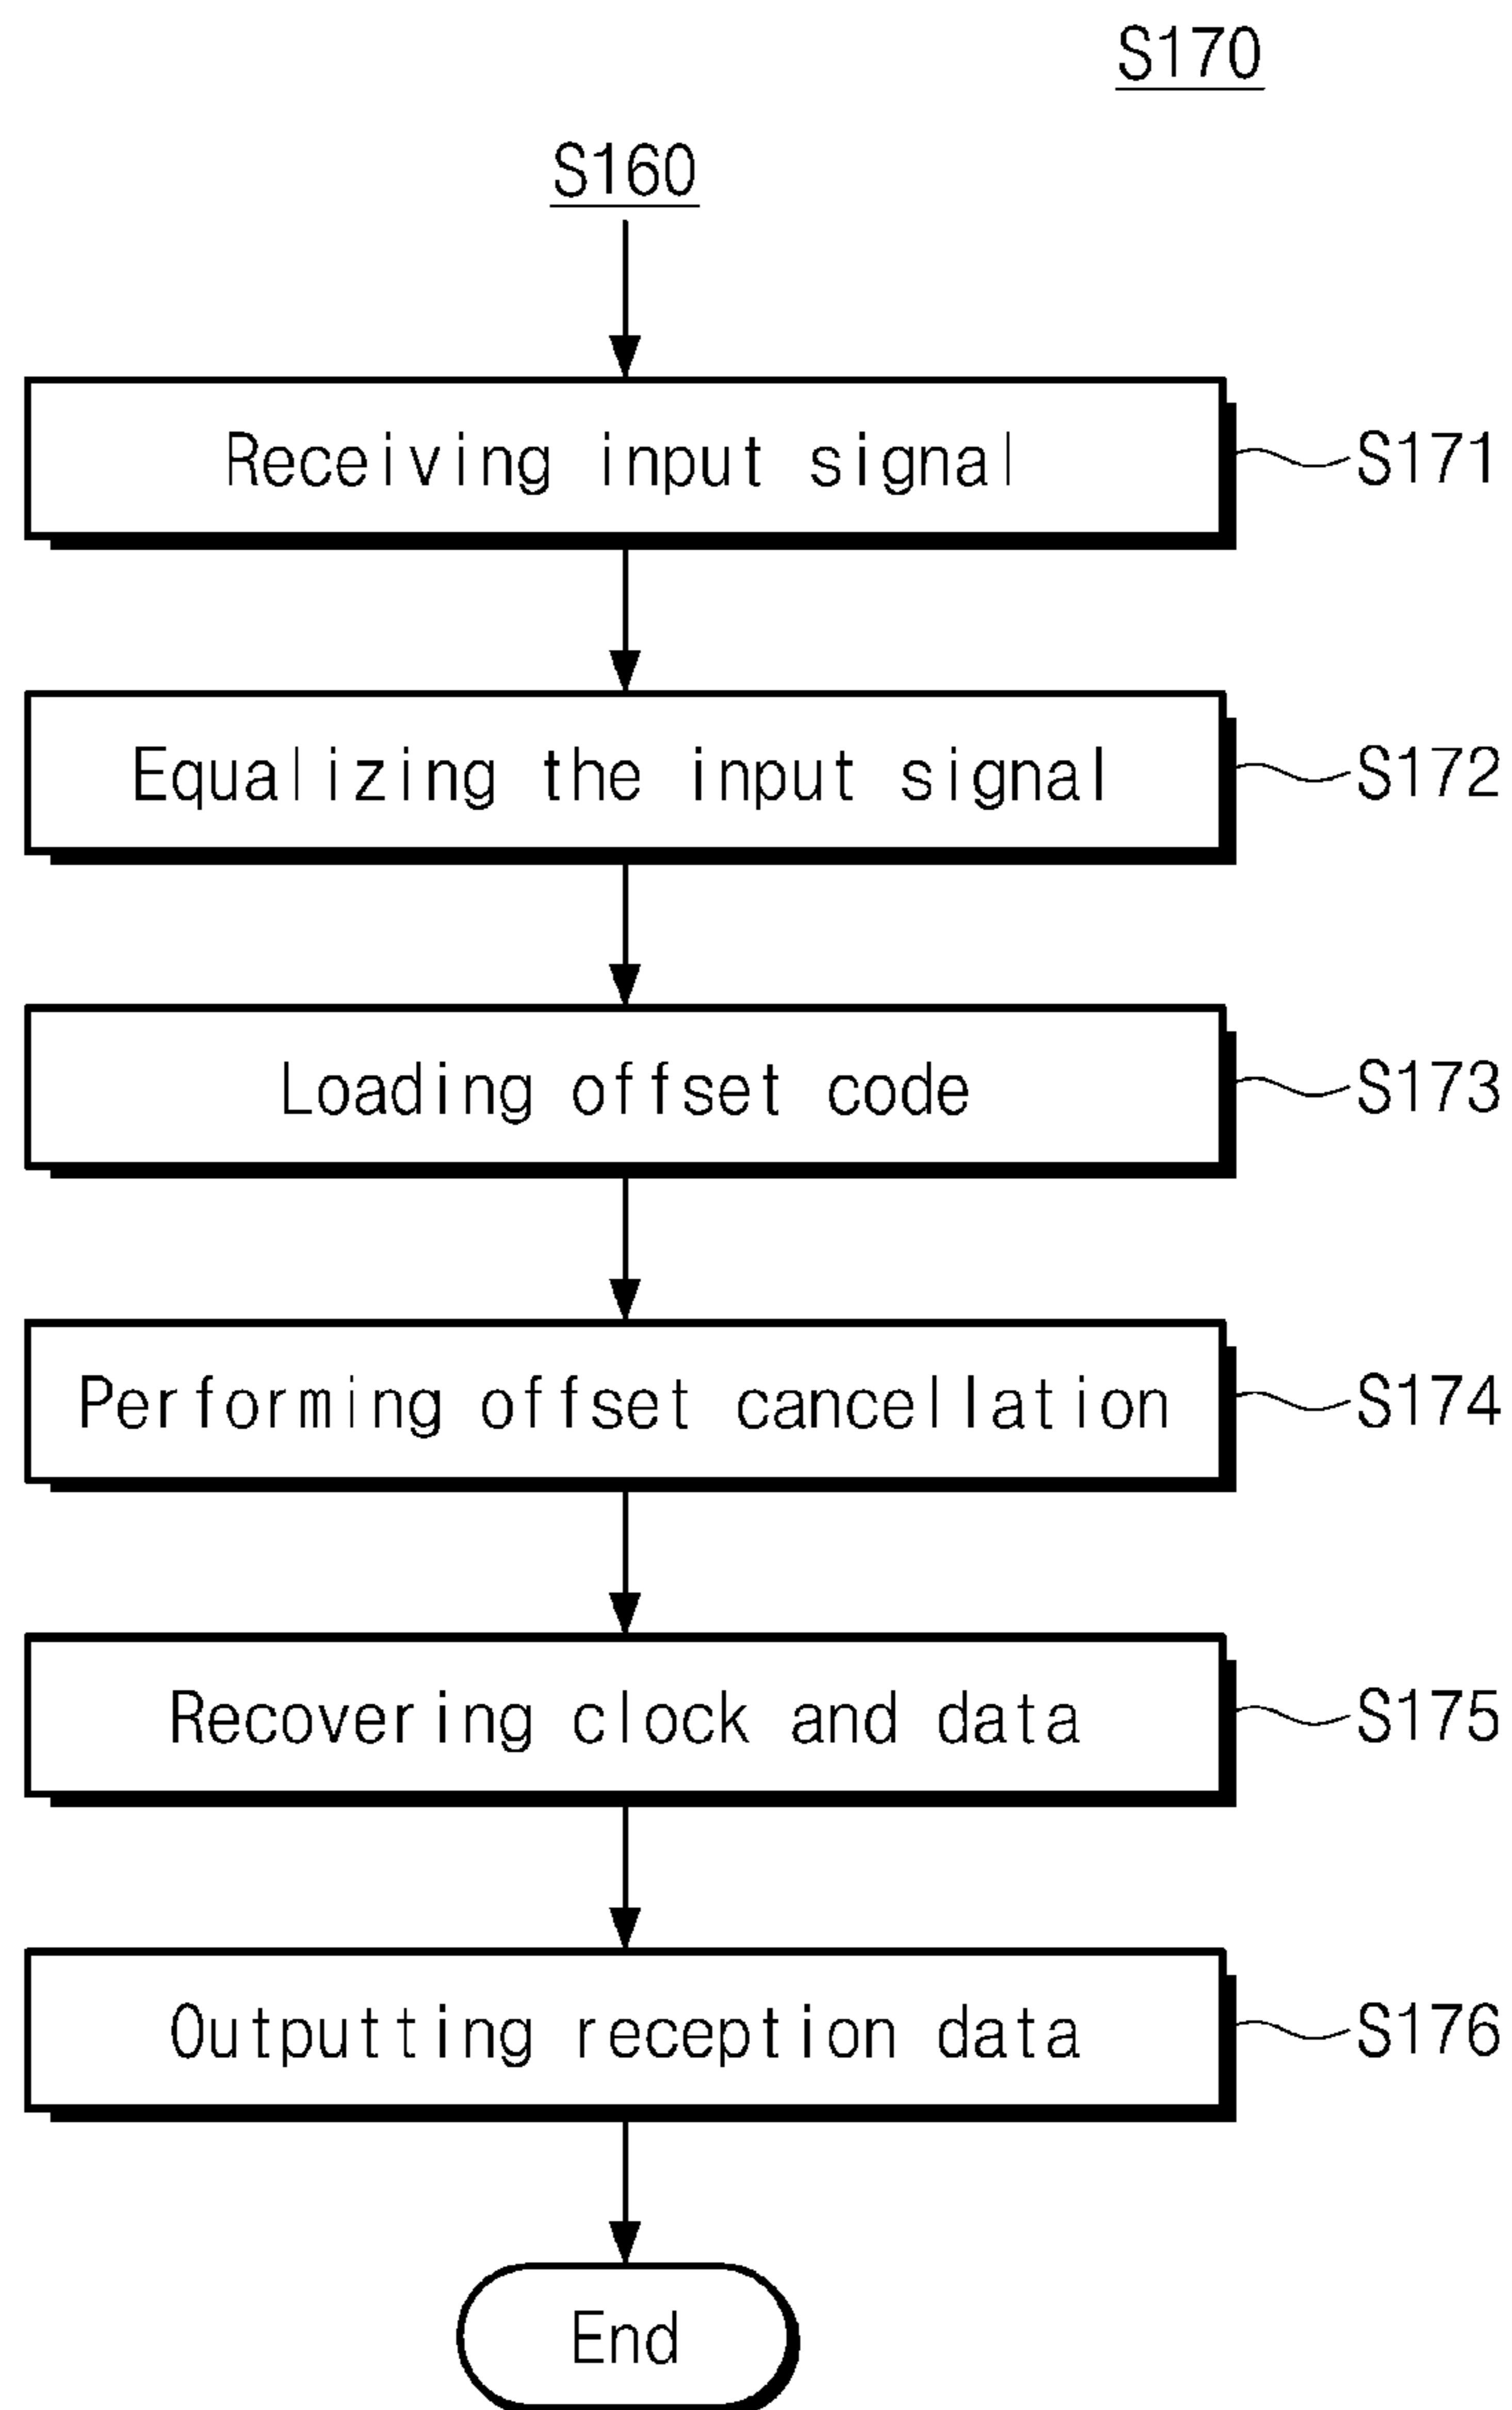 S170
S160
Receiving input signal
S171
Equalizing the input signal
S172
Loading offset code
S173
Performing offset cancellation
S174
Recovering clock and data
S175
Outputting reception data
S176
End